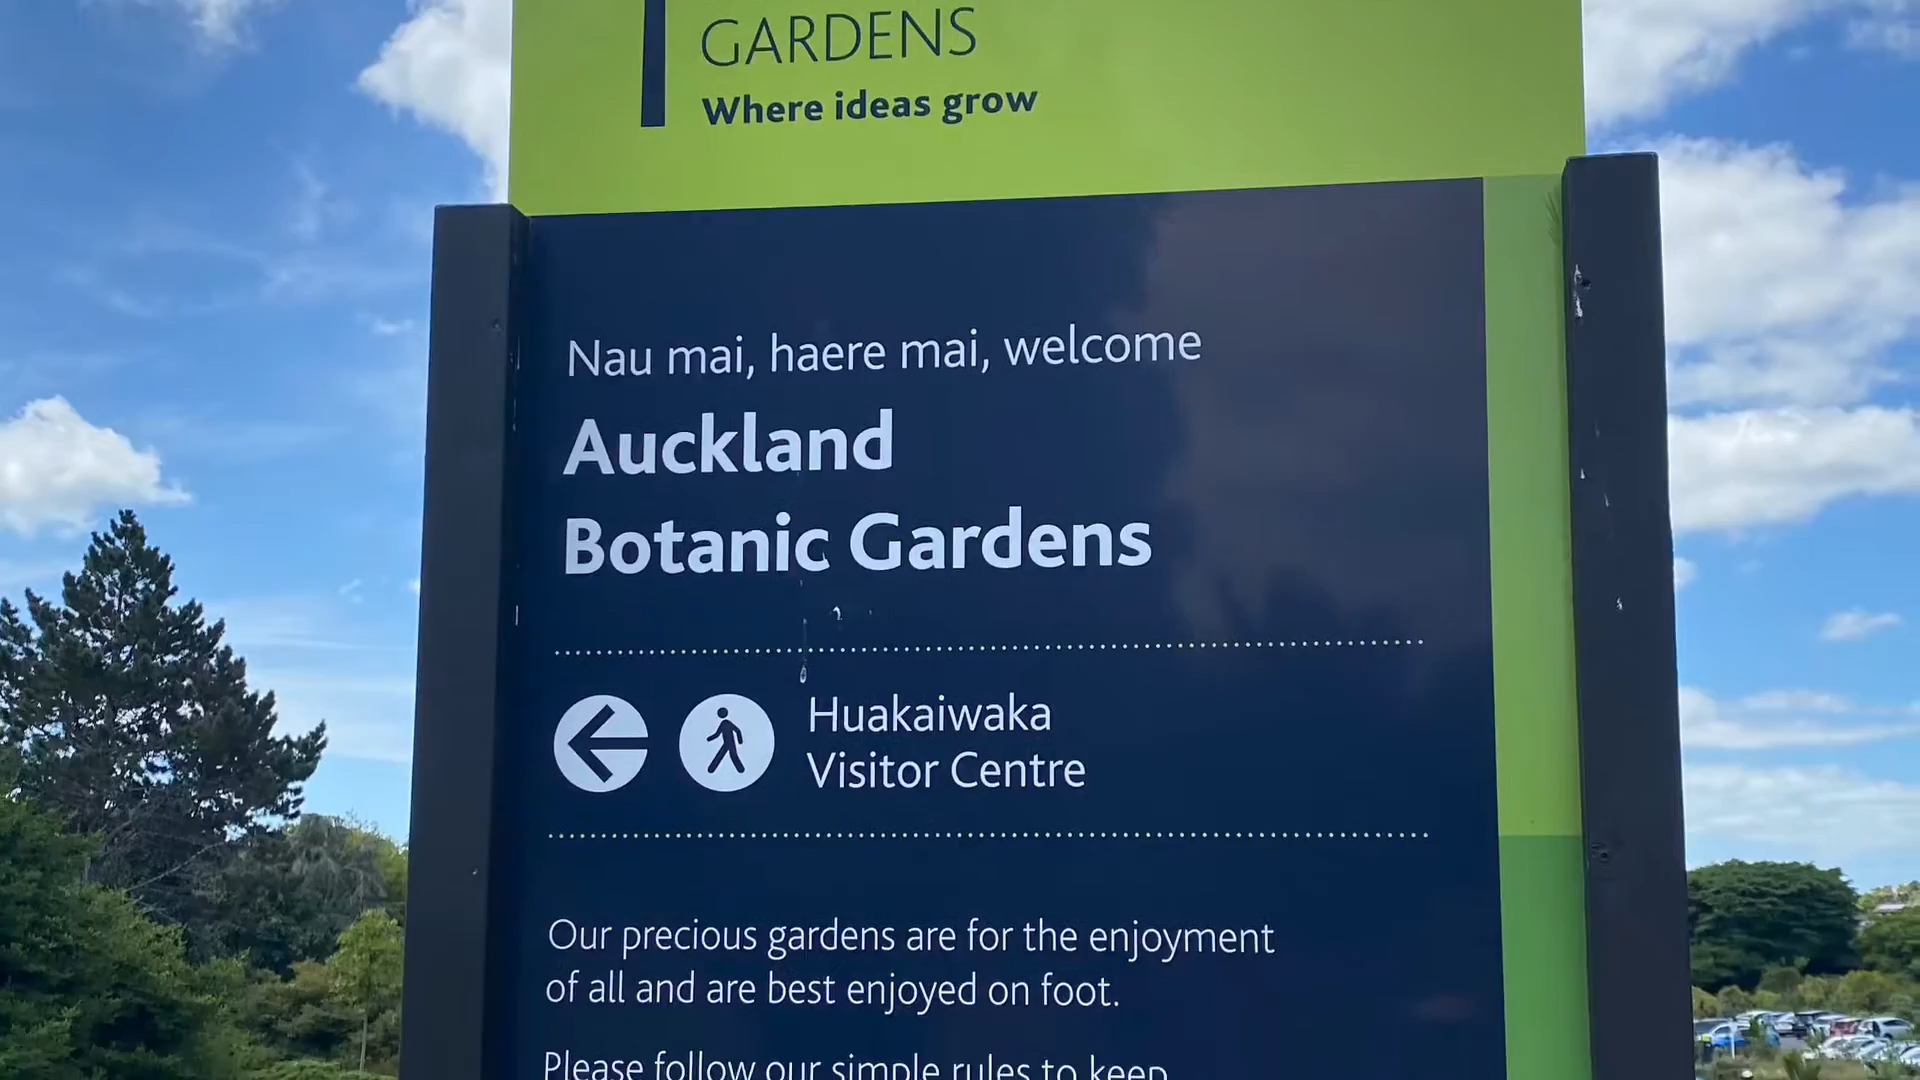 GARDENS
Where ideas grow
Nau mai, haere mai, welcome
Auckland
Botanic Gardens
Huakaiwaka
Visitor Centre
Our precious gardens are for the enjoyment
of all and are best enjoyed on foot.
Please follow our simple rules to keep